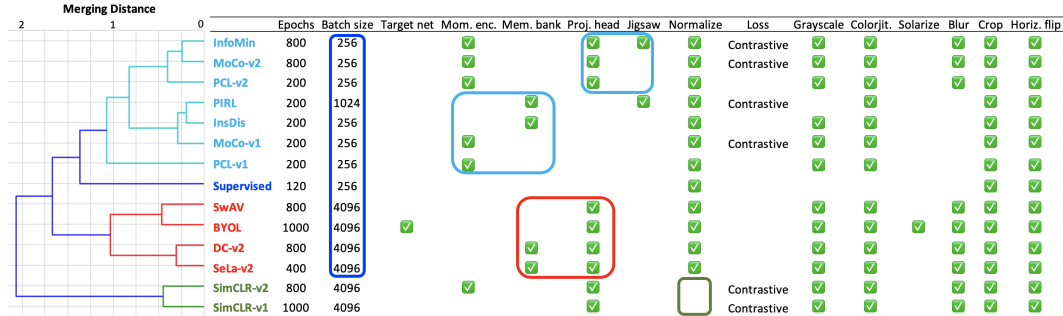 Merging Distance
2 1 0 Epochs Batch size Target net Mom. enc. Mem. bank Proj. head Jigsaw Normalize Loss Grayscale Colorjit. Solarize Blur Crop Horiz. flip
InfoMin 800 256 Contrastive
MoCo-v2 800 256 Contrastive
PCL-v2 200 256
PIRL 200 1024 Contrastive
InsDis 200 256
MoCo-v1 200 256 Contrastive
PCL-v1 200 256
Supervised 120 256
SwAV 800 4096
BYOL 1000 4096
DC-v2 800 4096
SeLa-v2 400 4096
SimCLR-v2 800 4096 Contrastive
SimCLR-v1 1000 4096 Contrastive